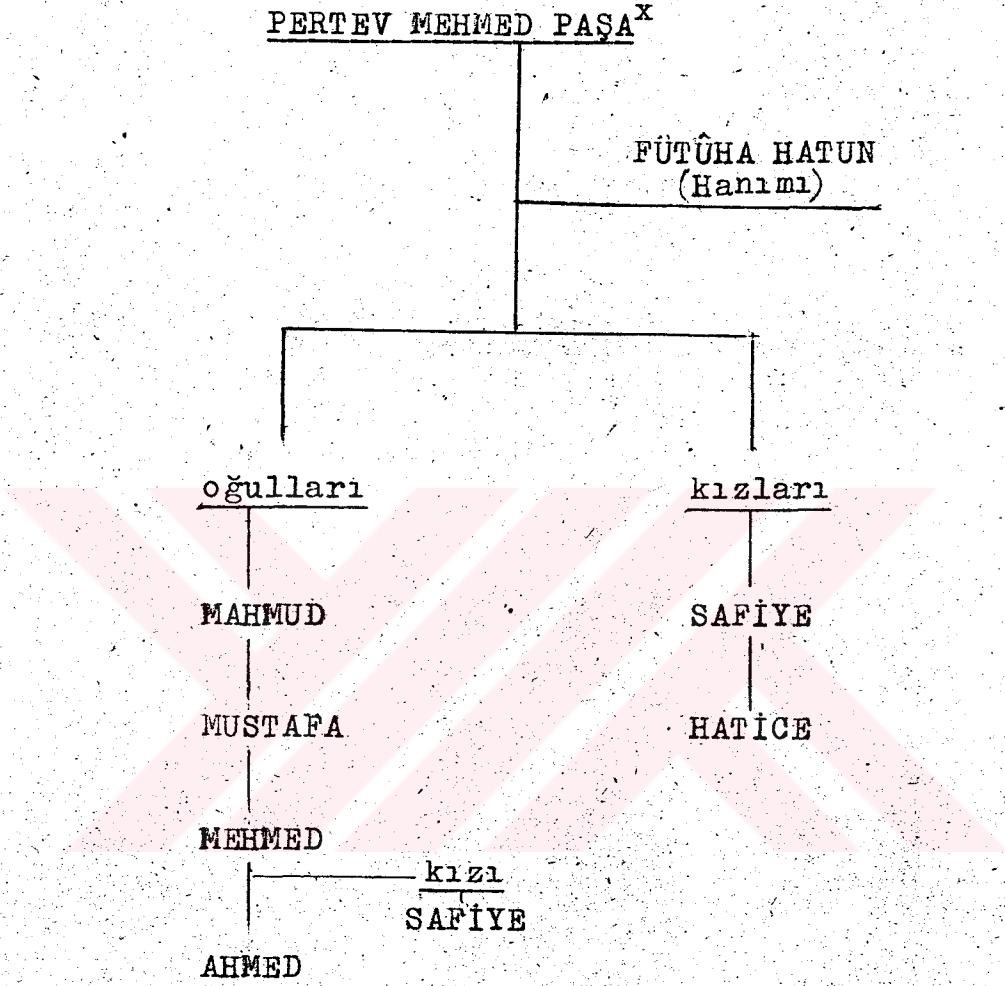 PERTEV MEHMED PAŞA^X
FÜTÛHA HATUN
(Hanımı)
oğulları
kızları
MAHMUD
SAFİYE
MUSTAFA
HATİCE
MEHMED
kızı
SAFİYE
AHMED